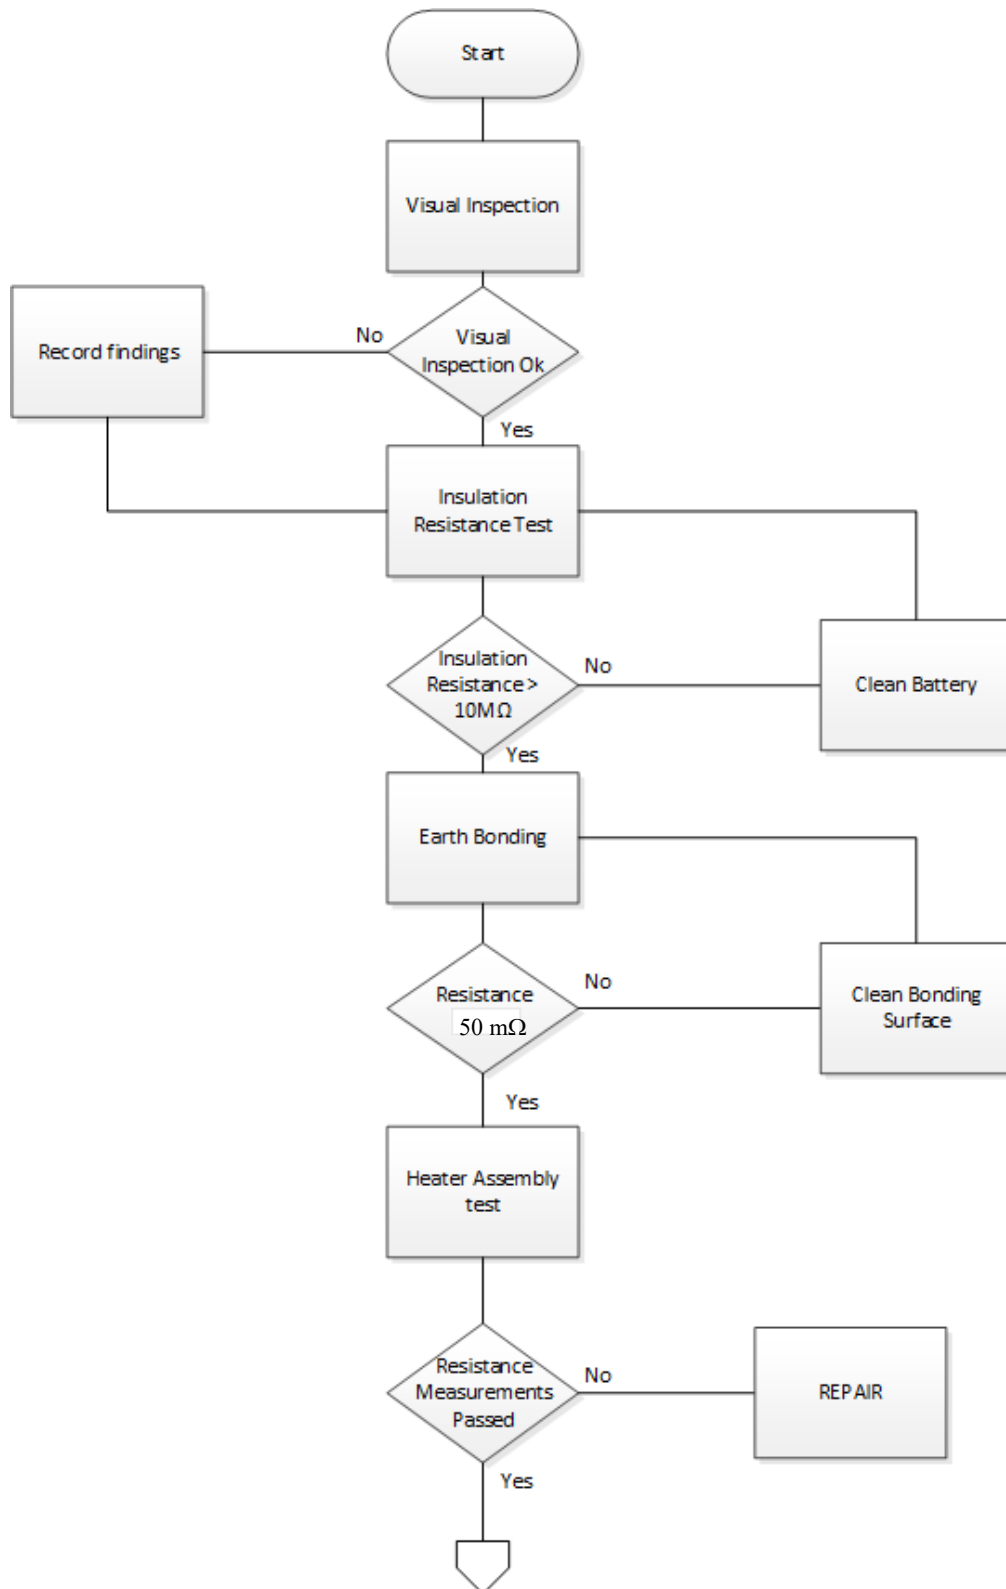 Start
Visual Inspection
No
Visual
Inspection Ok
Record findings
Yes
Insulation
Resistance Test
Insulation
Resistance >
10MΩ
No
Clean Battery
Yes
Earth Bonding
Resistance
50 mΩ
No
Clean Bonding
Surface
Yes
Heater Assembly
test
Resistance
Measurements
Passed
No
REPAIR
Yes